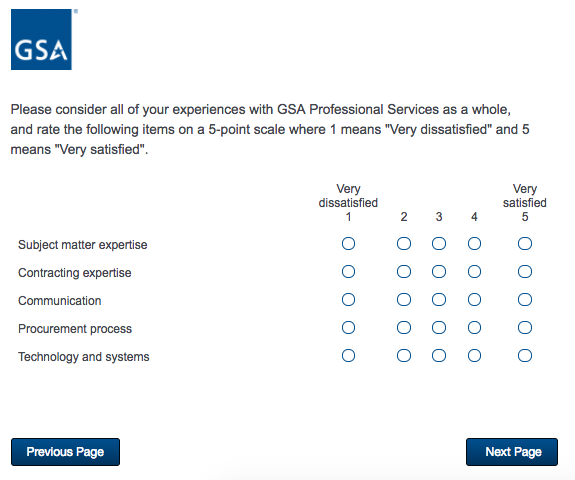 GSA
Please consider all of your experiences with GSA Professional Services as a whole,
and rate the following items on a 5-point scale where 1 means "Very dissatisfied" and 5
means "Very satisfied".
Very dissatisfied 1 2 3 4 Very satisfied 5
Subject matter expertise
Contracting expertise
Communication
Procurement process
Technology and systems
Previous Page Next Page